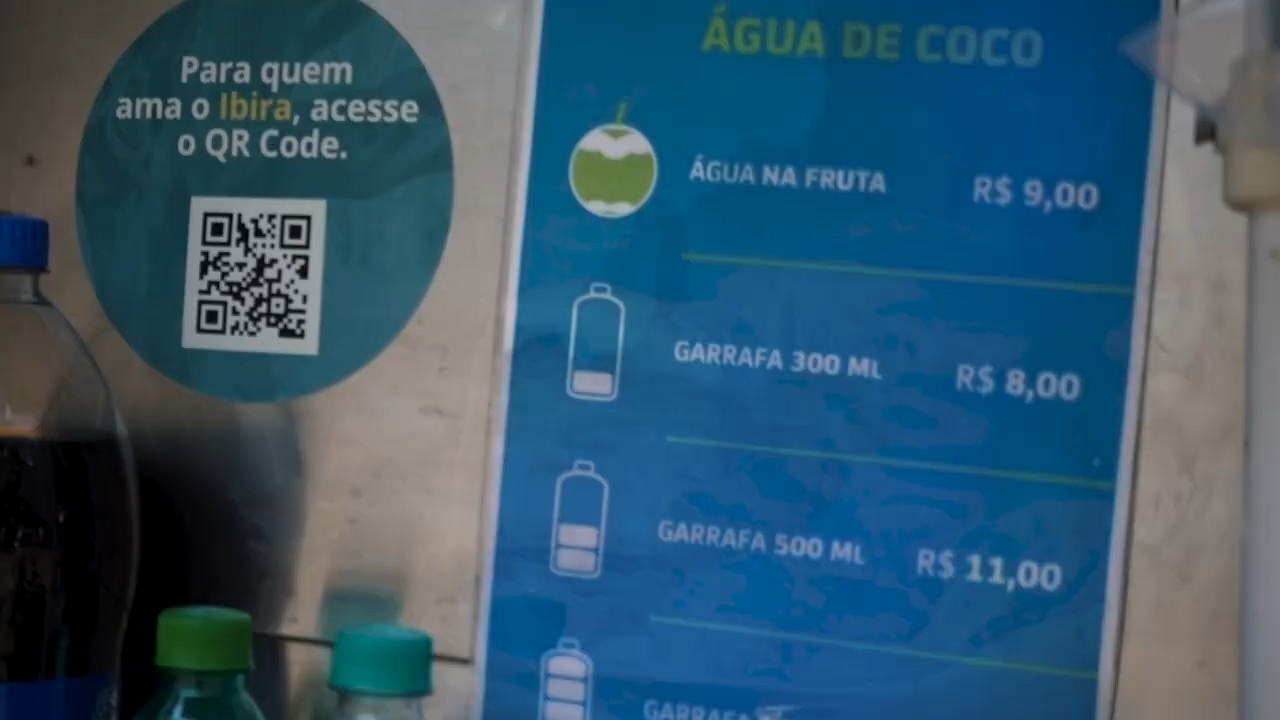 Para quem
ama o Ibira, acesse
o QR Code.
ÁGUA DE COCO
ÁGUA NA FRUTA R$ 9,00
GARRAFA 300 ML R$ 8,00
GARRAFA 500 ML R$ 11,00
GARRAFA